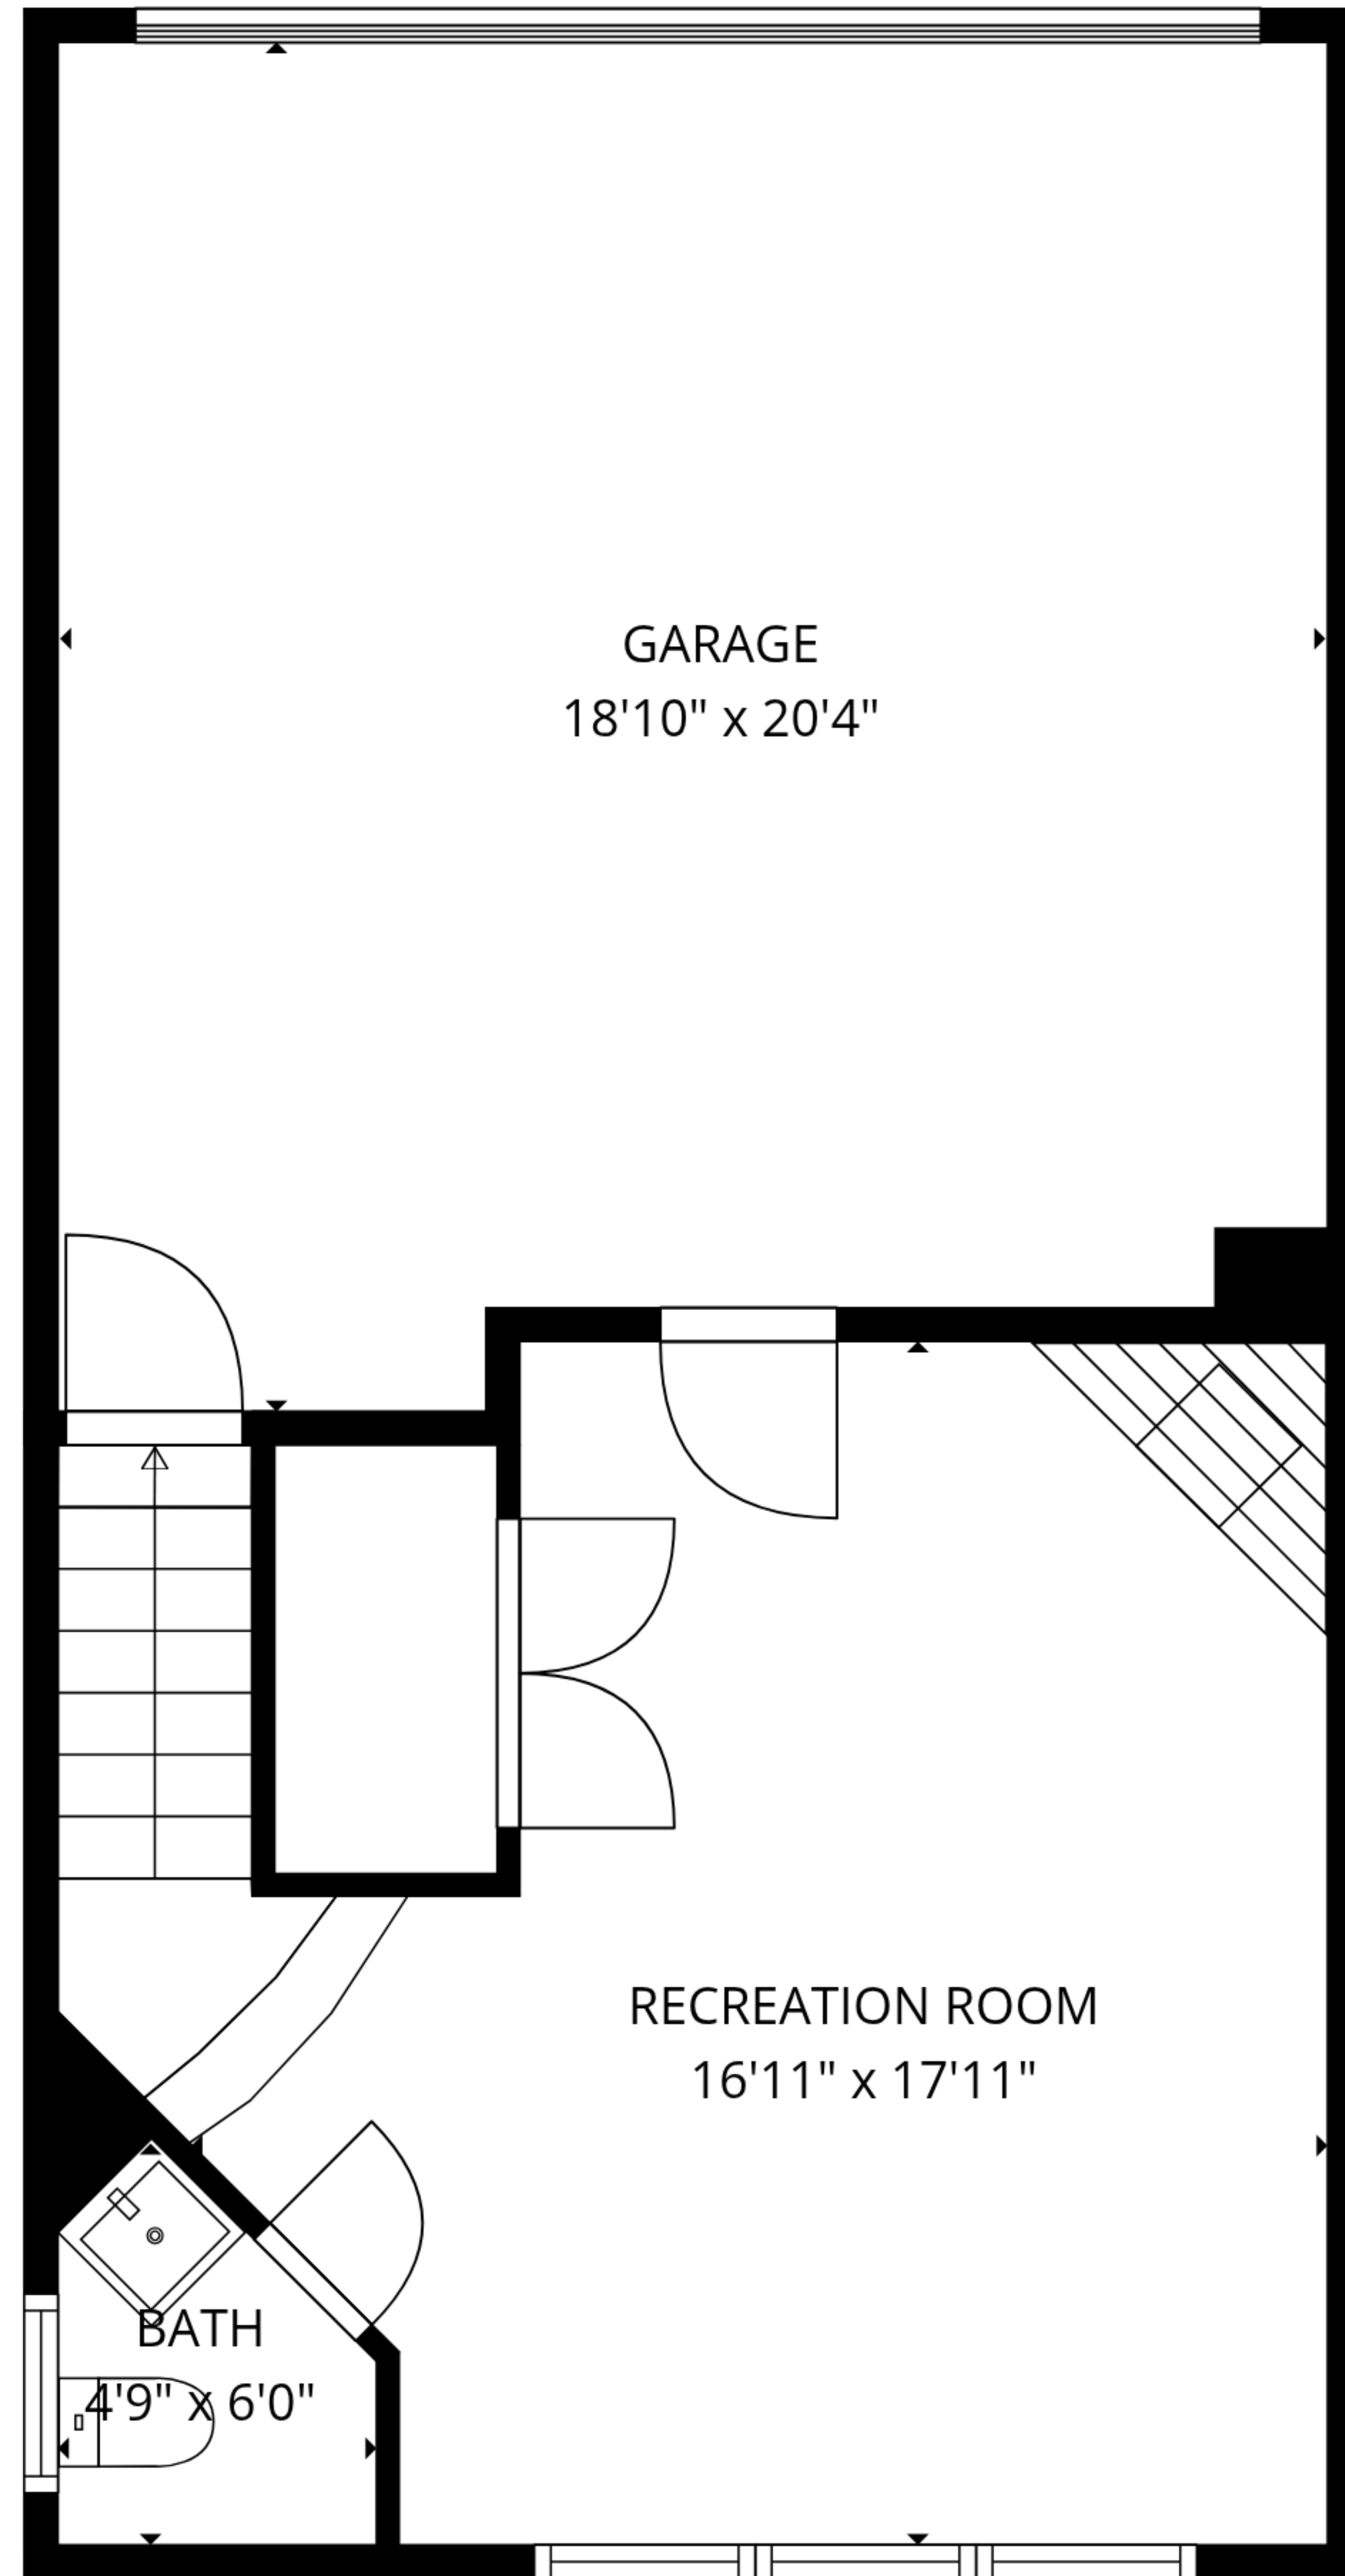 GARAGE
18'10" x 20'4"
RECREATION ROOM
16'11" x 17'11"
BATH
4'9" x 6'0"